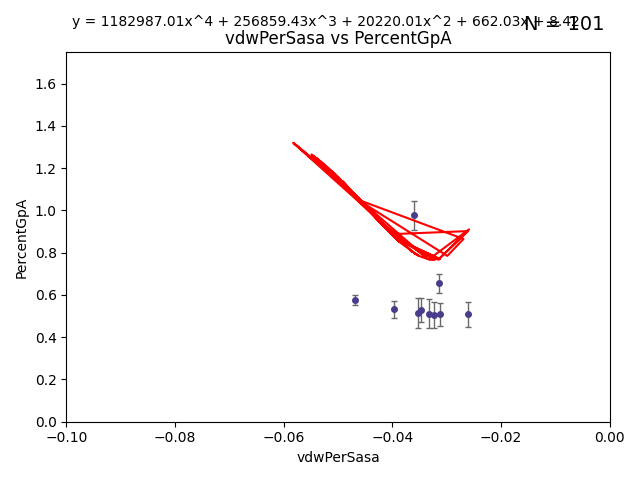 y = 1182987.01x^4 + 256859.43x^3 + 20220.01x^2 + 662.03x + 8.42
N = 101
vdwPerSasa vs PercentGpA
1.6
1.4
1.2
1.0
0.8
0.6
0.4
0.2
0.0
PercentGpA
−0.10 −0.08 −0.06 −0.04 −0.02 0.00
vdwPerSasa